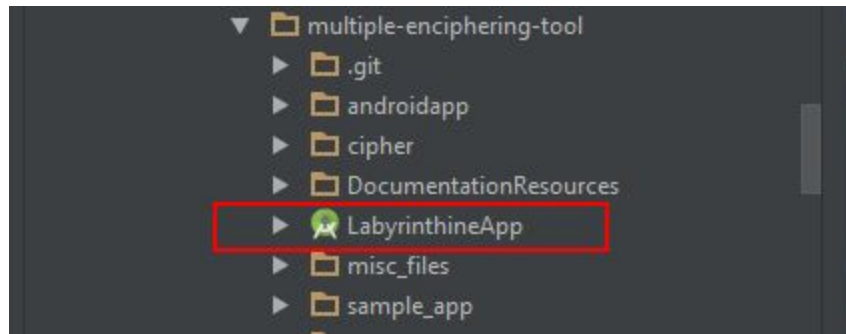 multiple-enciphering-tool
.git
androidapp
cipher
DocumentationResources
LabyrinthineApp
misc_files
sample_app